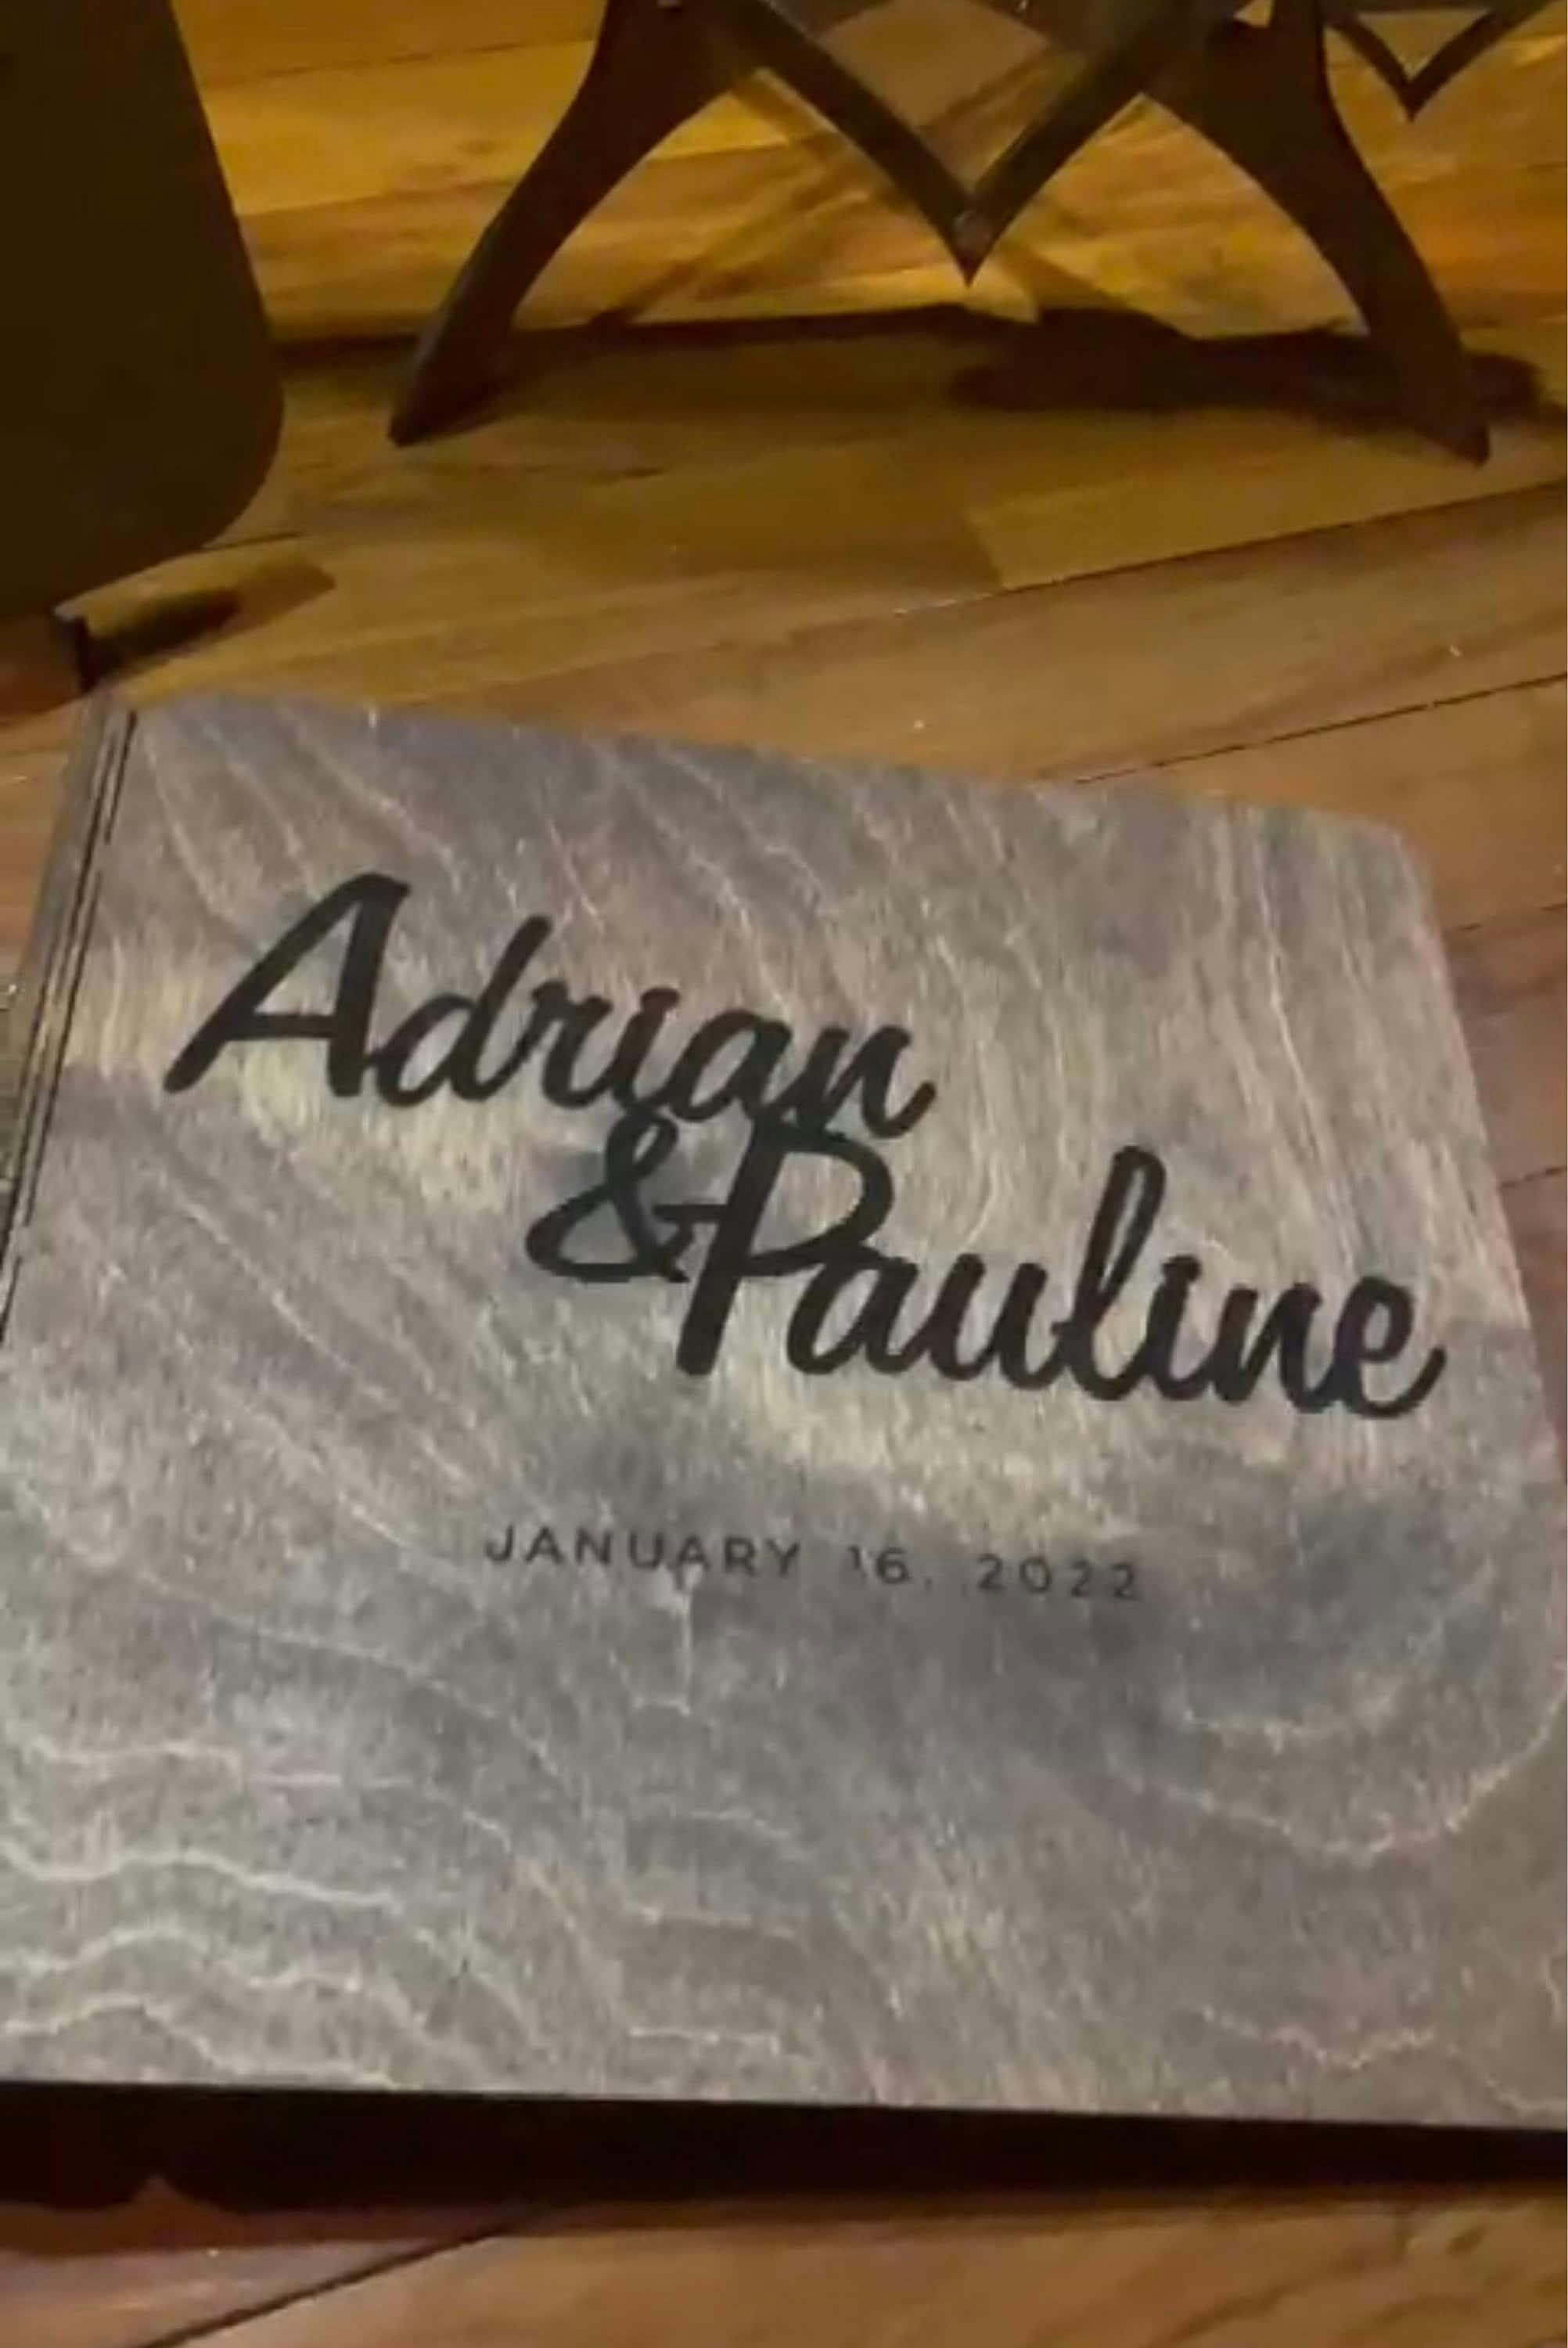 Adrian
& Pauline
JANUARY 16, 2022